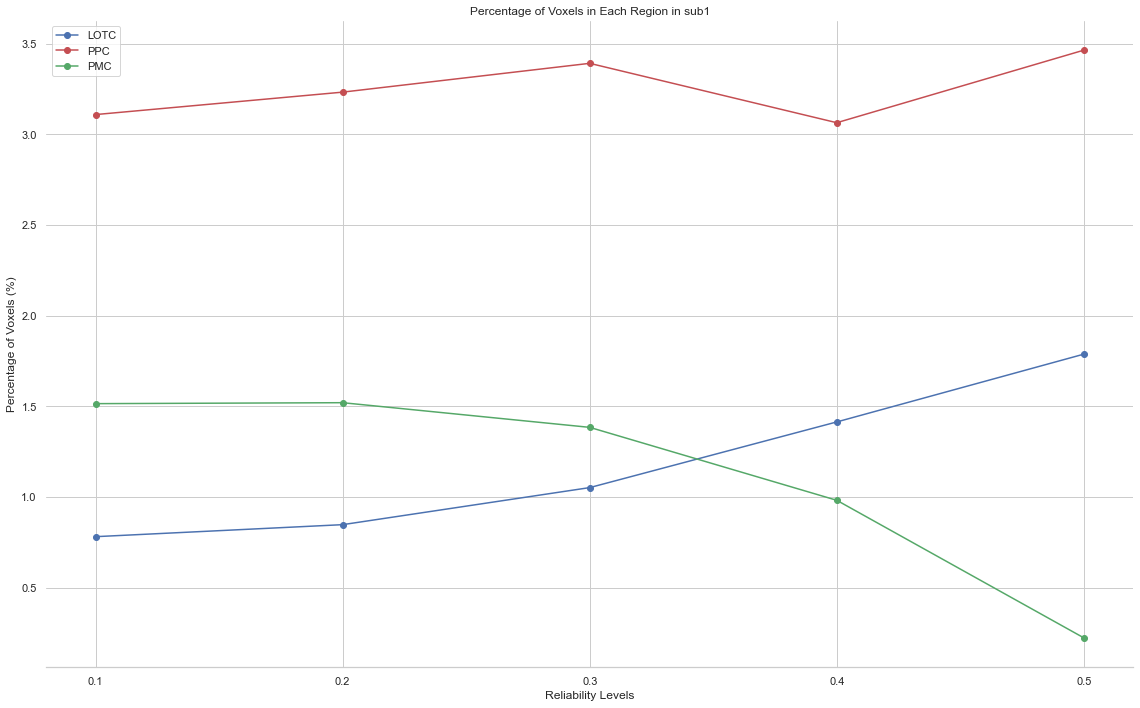 Percentage of Voxels in Each Region in sub1
LOTC
PPC
PMC
Percentage of Voxels (%)
3.5
3.0
2.5
2.0
1.5
1.0
0.5
0.1
0.2
0.3
0.4
0.5
Reliability Levels